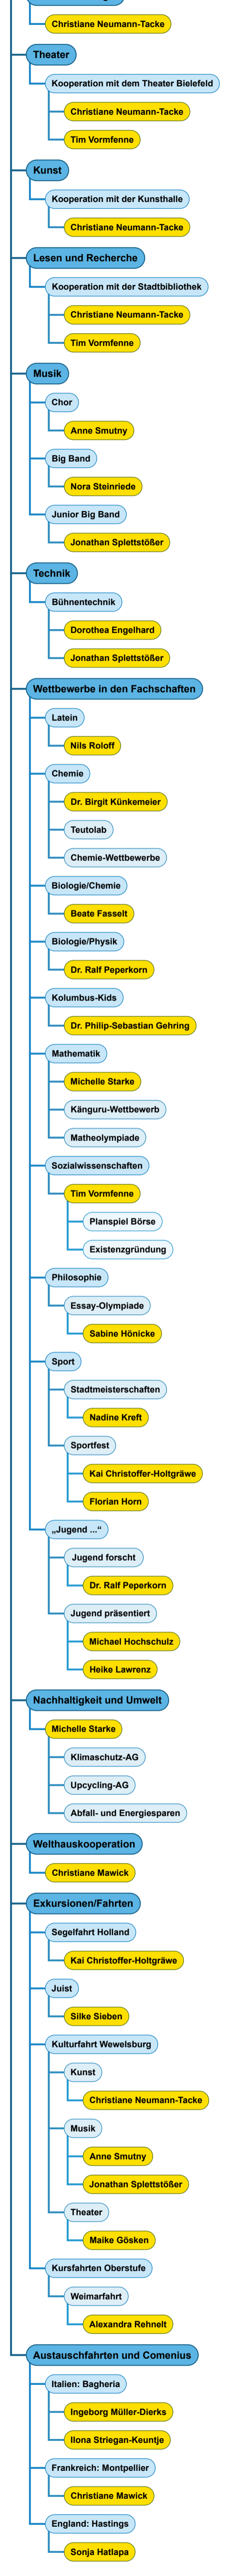 Christiane Neumann-Tacke
Theater
Kooperation mit dem Theater Bielefeld
Christiane Neumann-Tacke
Tim Vormfenne
Kunst
Kooperation mit der Kunsthalle
Christiane Neumann-Tacke
Lesen und Recherche
Kooperation mit der Stadtbibliothek
Christiane Neumann-Tacke
Tim Vormfenne
Musik
Chor
Anne Smutny
Big Band
Nora Steinriede
Junior Big Band
Jonathan Splettstößer
Technik
Bühnentechnik
Dorothea Engelhard
Jonathan Splettstößer
Wettbewerbe in den Fachschaften
Latein
Nils Roloff
Chemie
Dr. Birgit Künkemeier
Teutolab
Chemie-Wettbewerbe
Biologie/Chemie
Beate Fasselt
Biologie/Physik
Dr. Ralf Peperkorn
Kolumbus-Kids
Dr. Philip-Sebastian Gehring
Mathematik
Michelle Starke
Känguru-Wettbewerb
Matheolympiade
Sozialwissenschaften
Tim Vormfenne
Planspiel Börse
Existenzgründung
Philosophie
Essay-Olympiade
Sabine Hönicke
Sport
Stadtmeisterschaften
Nadine Kreft
Sportfest
Kai Christoffer-Holtgräwe
Florian Horn
„Jugend ...“
Jugend forscht
Dr. Ralf Peperkorn
Jugend präsentiert
Michael Hochschulz
Heike Lawrenz
Nachhaltigkeit und Umwelt
Michelle Starke
Klimaschutz-AG
Upcycling-AG
Abfall- und Energiesparen
Welthauskooperation
Christiane Mawick
Exkursionen/Fahrten
Segelfahrt Holland
Kai Christoffer-Holtgräwe
Juist
Silke Sieben
Kulturfahrt Wewelsburg
Kunst
Christiane Neumann-Tacke
Musik
Anne Smutny
Jonathan Splettstößer
Theater
Maike Gösken
Kursfahrten Oberstufe
Weimarfahrt
Alexandra Rehnelt
Austauschfahrten und Comenius
Italien: Bagheria
Ingeborg Müller-Dierks
Ilona Striegan-Keuntje
Frankreich: Montpellier
Christiane Mawick
England: Hastings
Sonja Hatlapa